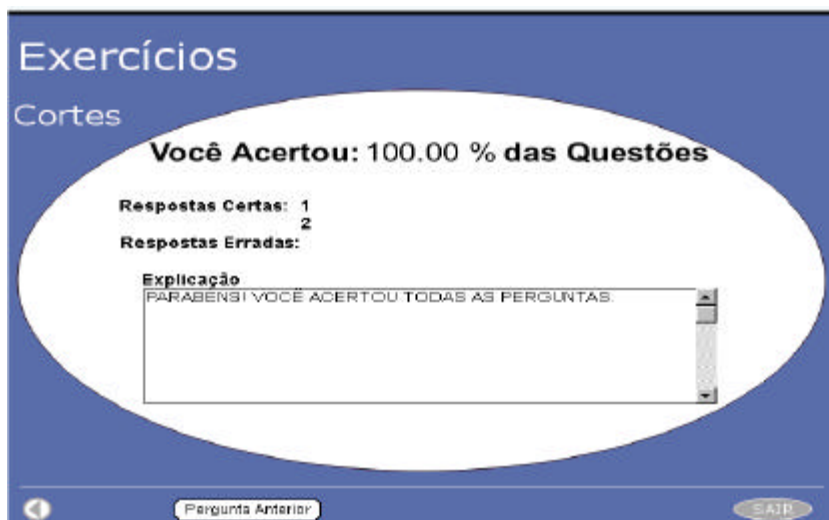 Exercícios
Cortes
Você Acertou: 100.00 % das Questões
Respostas Certas: 1
2
Respostas Erradas:
Explicação
PARABENS! VOCÊ ACERTOU TODAS AS PERGUNTAS.
Pergunta Anterior
SAIR